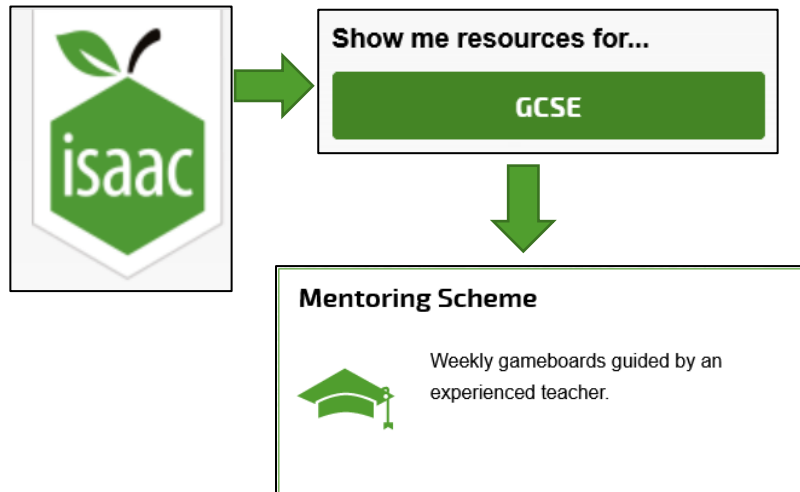 isaac
Show me resources for...
GCSE
Mentoring Scheme
Weekly gameboards guided by an
experienced teacher.